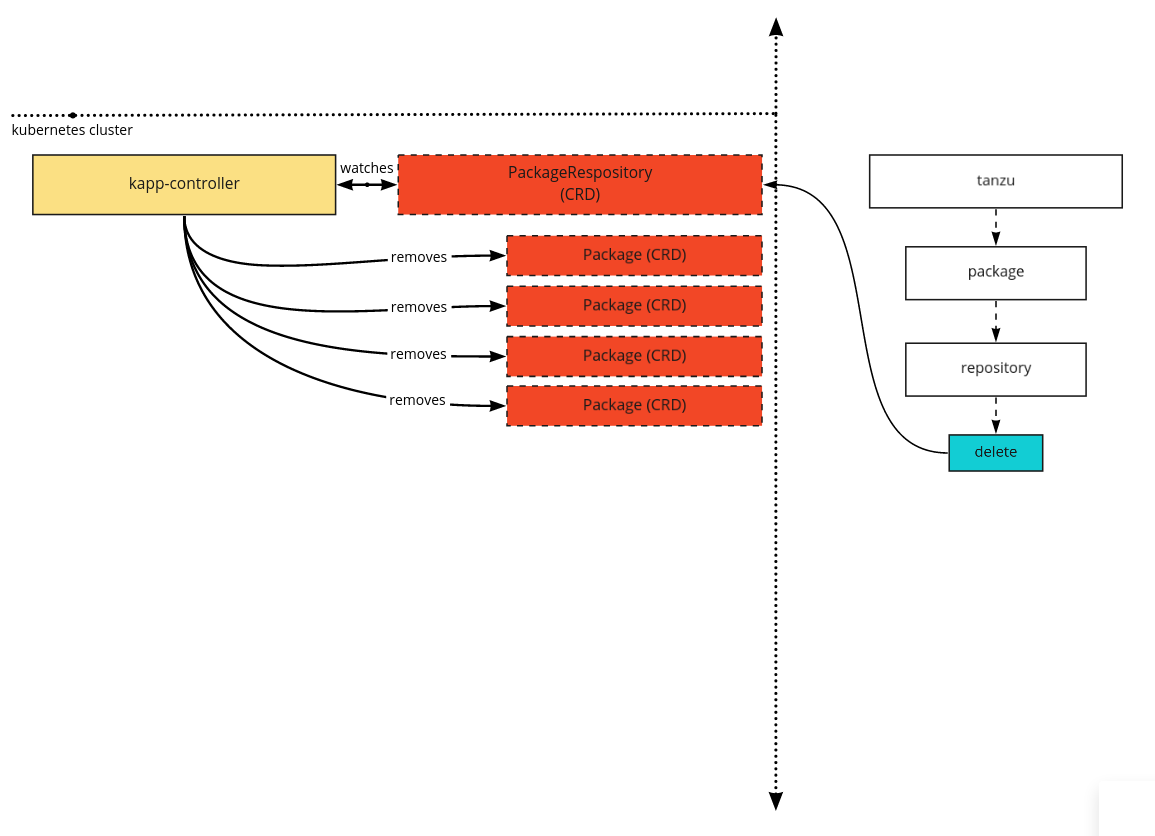 kubernetes cluster
kapp-controller
watches
PackageRespository
(CRD)
tanzu
removes
Package (CRD)
package
removes
Package (CRD)
removes
Package (CRD)
repository
removes
Package (CRD)
delete